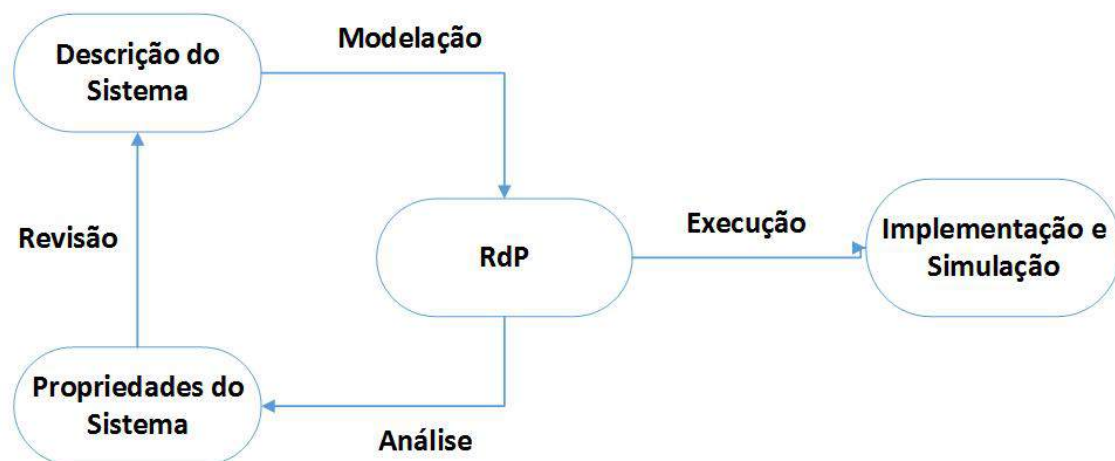 Descrição do
Sistema
Modelação
Revisão
RdP
Execução
Implementação e
Simulação
Propriedades do
Sistema
Análise